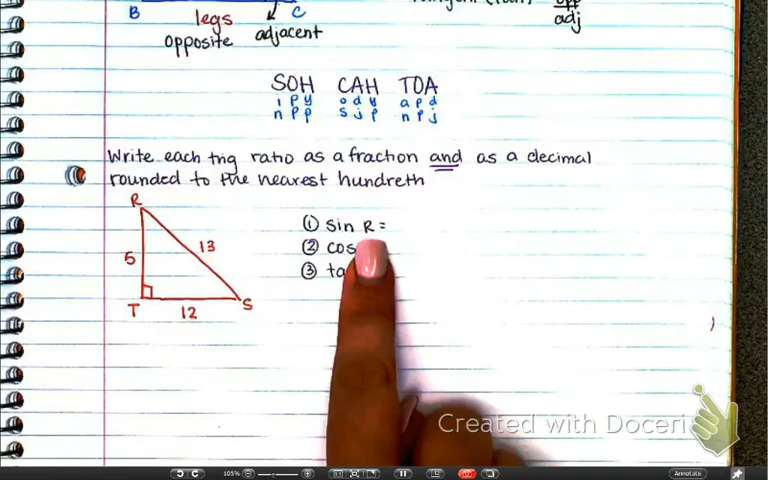 B
C
legs
opposite
adjacent
adj
SOH CAH TOA
i p y o d y a p d
n p p s j p n p j
Write each trig ratio as a fraction and as a decimal
rounded to the nearest hundreth
R
5
13
T
12
S
① sin R =
② cos
③ ta
Created with Doceri
105%
Annotate